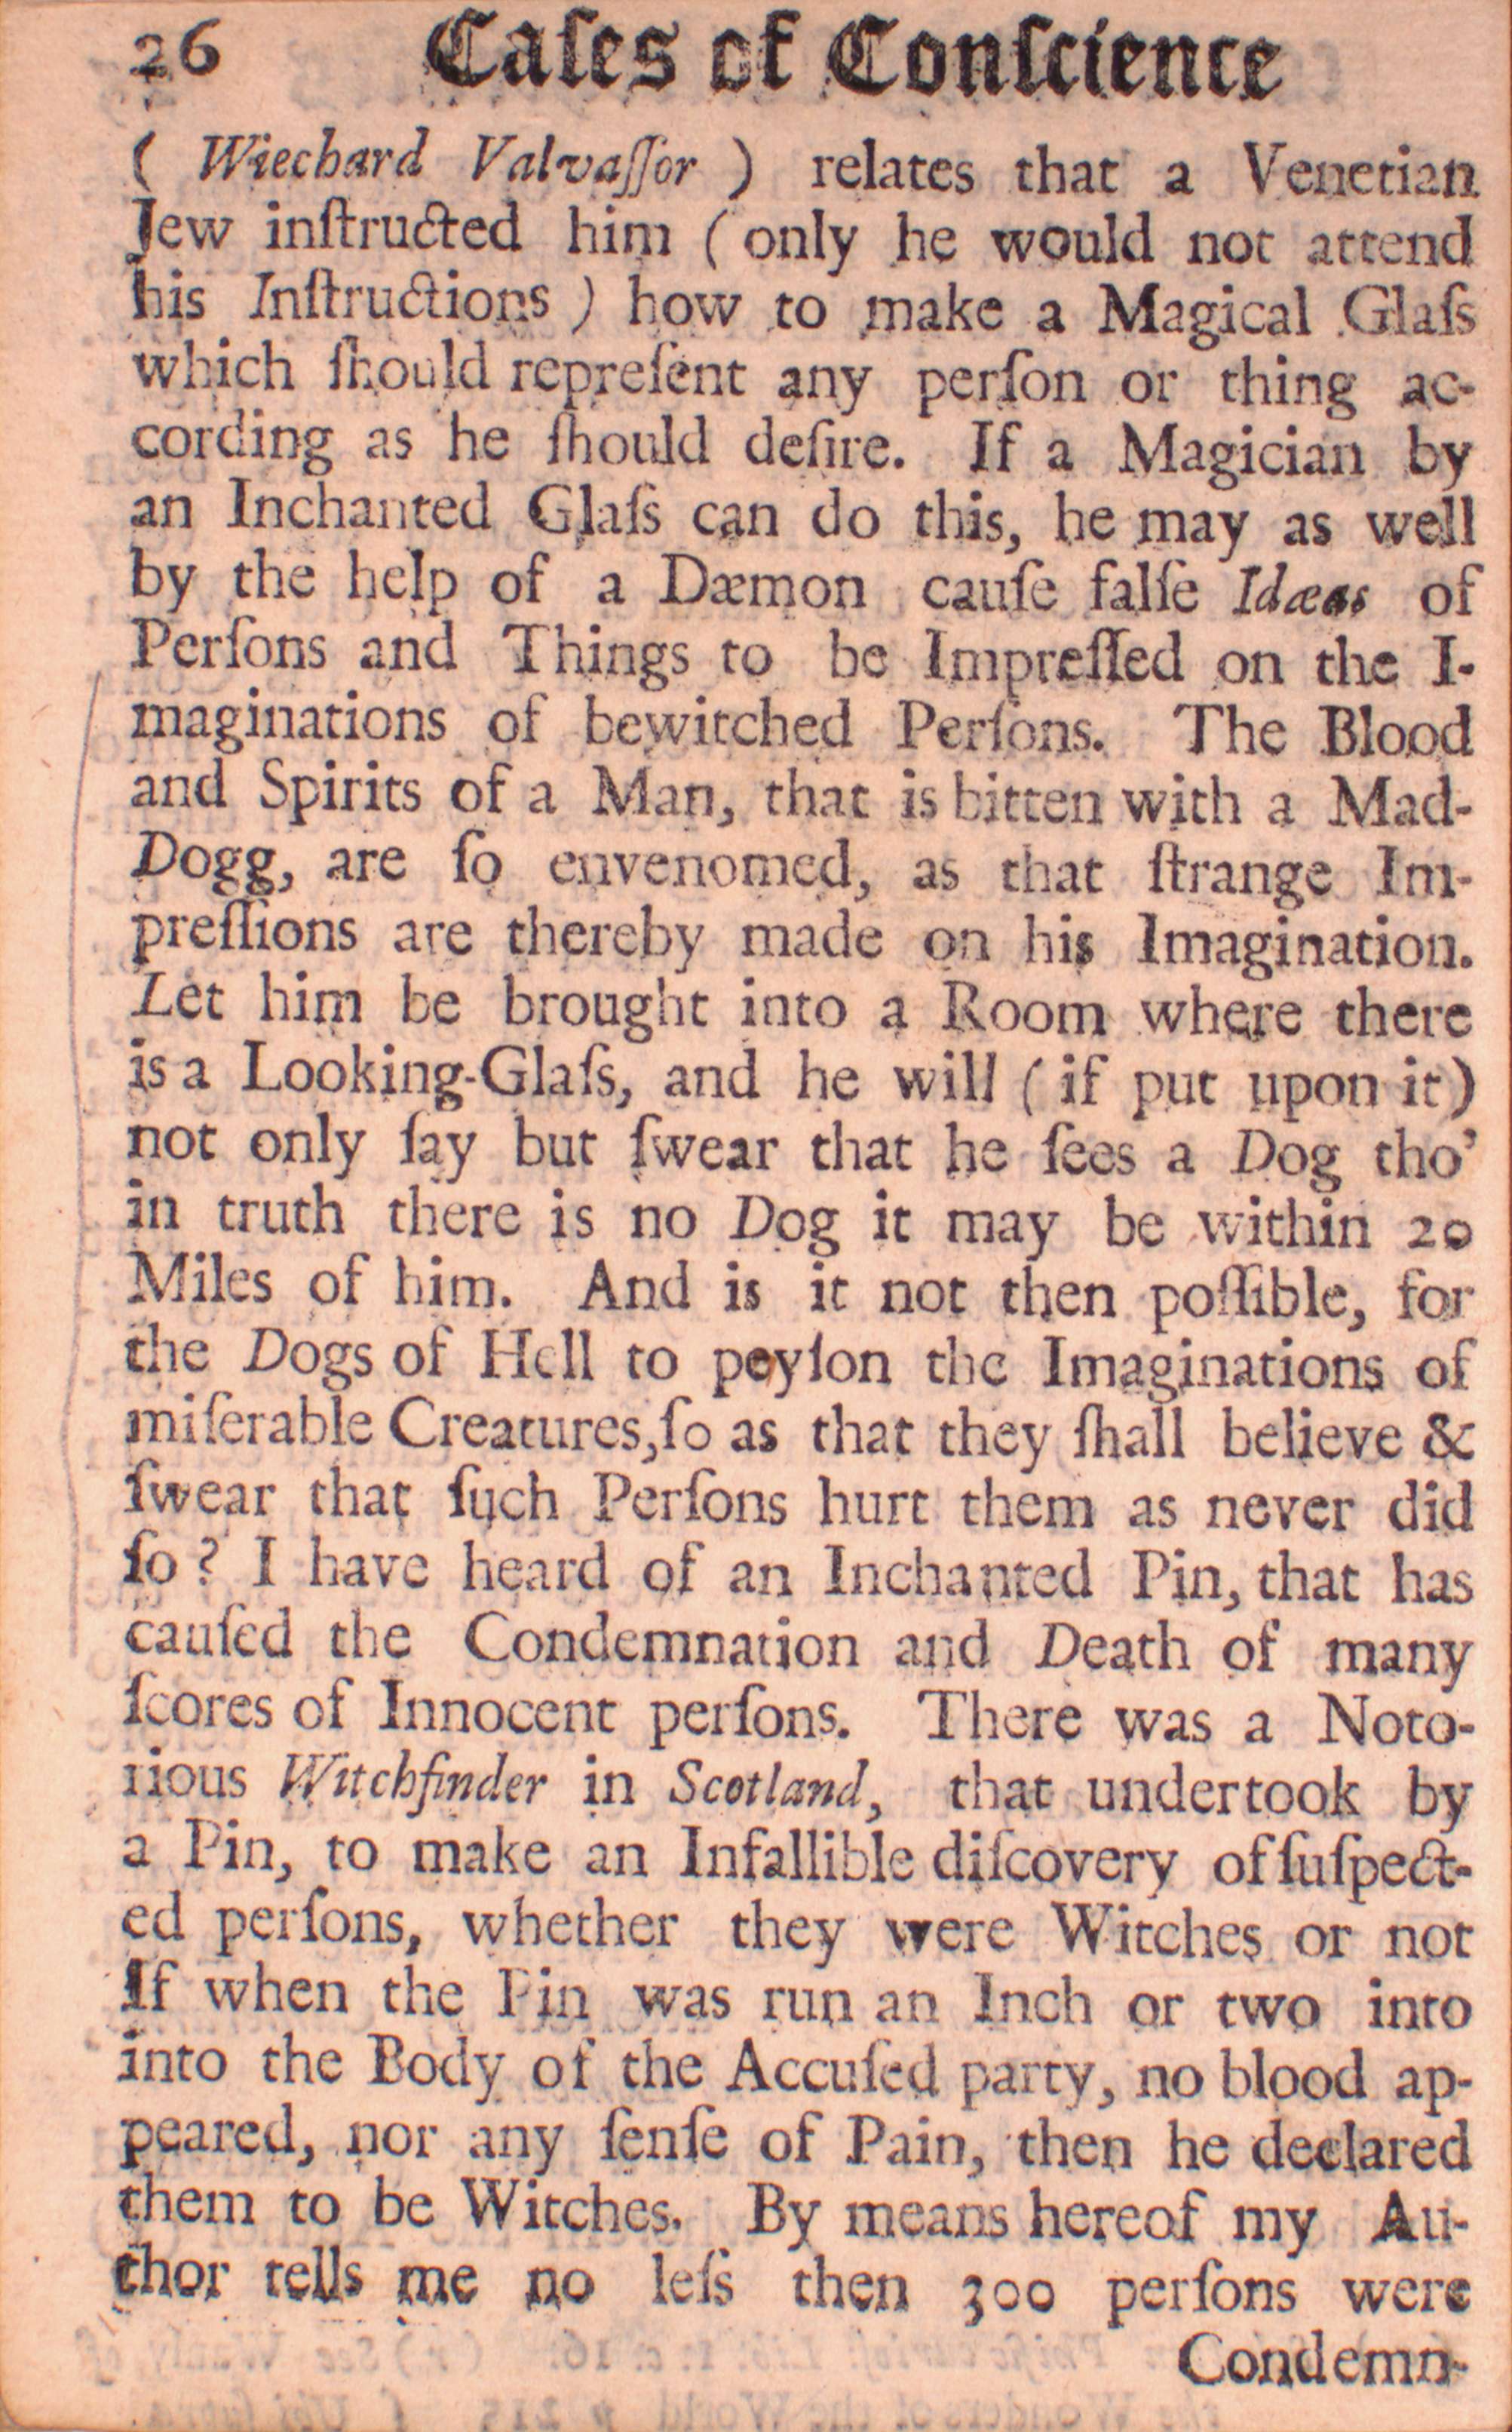 26 Caſes of Conſcience
( Wiechard Valvaſſor ) relates that a Venetian
Jew inſtructed him ( only he would not attend
his Inſtructions ) how to make a Magical Glaſs
which ſhould repreſent any perſon or thing ac-
cording as he ſhould deſire. If a Magician by
an Inchanted Glaſs can do this, he may as well
by the help of a Dæmon cauſe falſe Idæas of
Perſons and Things to be Impreſſed on the I-
maginations of bewitched Perſons. The Blood
and Spirits of a Man, that is bitten with a Mad-
Dogg, are ſo envenomed, as that ſtrange Im-
preſſions are thereby made on his Imagination.
Let him be brought into a Room where there
is a Looking-Glaſs, and he will ( if put upon it )
not only ſay but ſwear that he ſees a Dog tho'
in truth there is no Dog it may be within 20
Miles of him. And is it not then poſſible, for
the Dogs of Hell to peyſon the Imaginations of
miſerable Creatures, ſo as that they ſhall believe &
ſwear that ſuch Perſons hurt them as never did
ſo ? I have heard of an Inchanted Pin, that has
cauſed the Condemnation and Death of many
ſcores of Innocent perſons. There was a Noto-
rious Witchfinder in Scotland, that undertook by
a Pin, to make an Infallible diſcovery of ſuſpect-
ed perſons, whether they were Witches or not
If when the Pin was run an Inch or two into
into the Body of the Accuſed party, no blood ap-
peared, nor any ſenſe of Pain, then he declared
them to be Witches. By means hereof my Au-
thor tells me no leſs then 300 perſons were
Condemn-